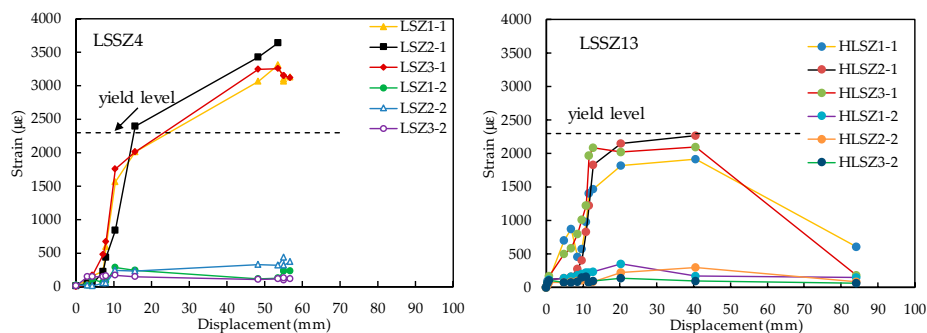 4000
3500
3000
2500
2000
1500
1000
500
0
Strain (με)
LSSZ4
yield level
LSZ1-1
LSZ2-1
LSZ3-1
LSZ1-2
LSZ2-2
LSZ3-2
0 10 20 30 40 50 60 70 80 90 100
Displacement (mm)
4000
3500
3000
2500
2000
1500
1000
500
0
Strain (με)
LSSZ13
yield level
HLSZ1-1
HLSZ2-1
HLSZ3-1
HLSZ1-2
HLSZ2-2
HLSZ3-2
0 10 20 30 40 50 60 70 80 90 100
Displacement (mm)